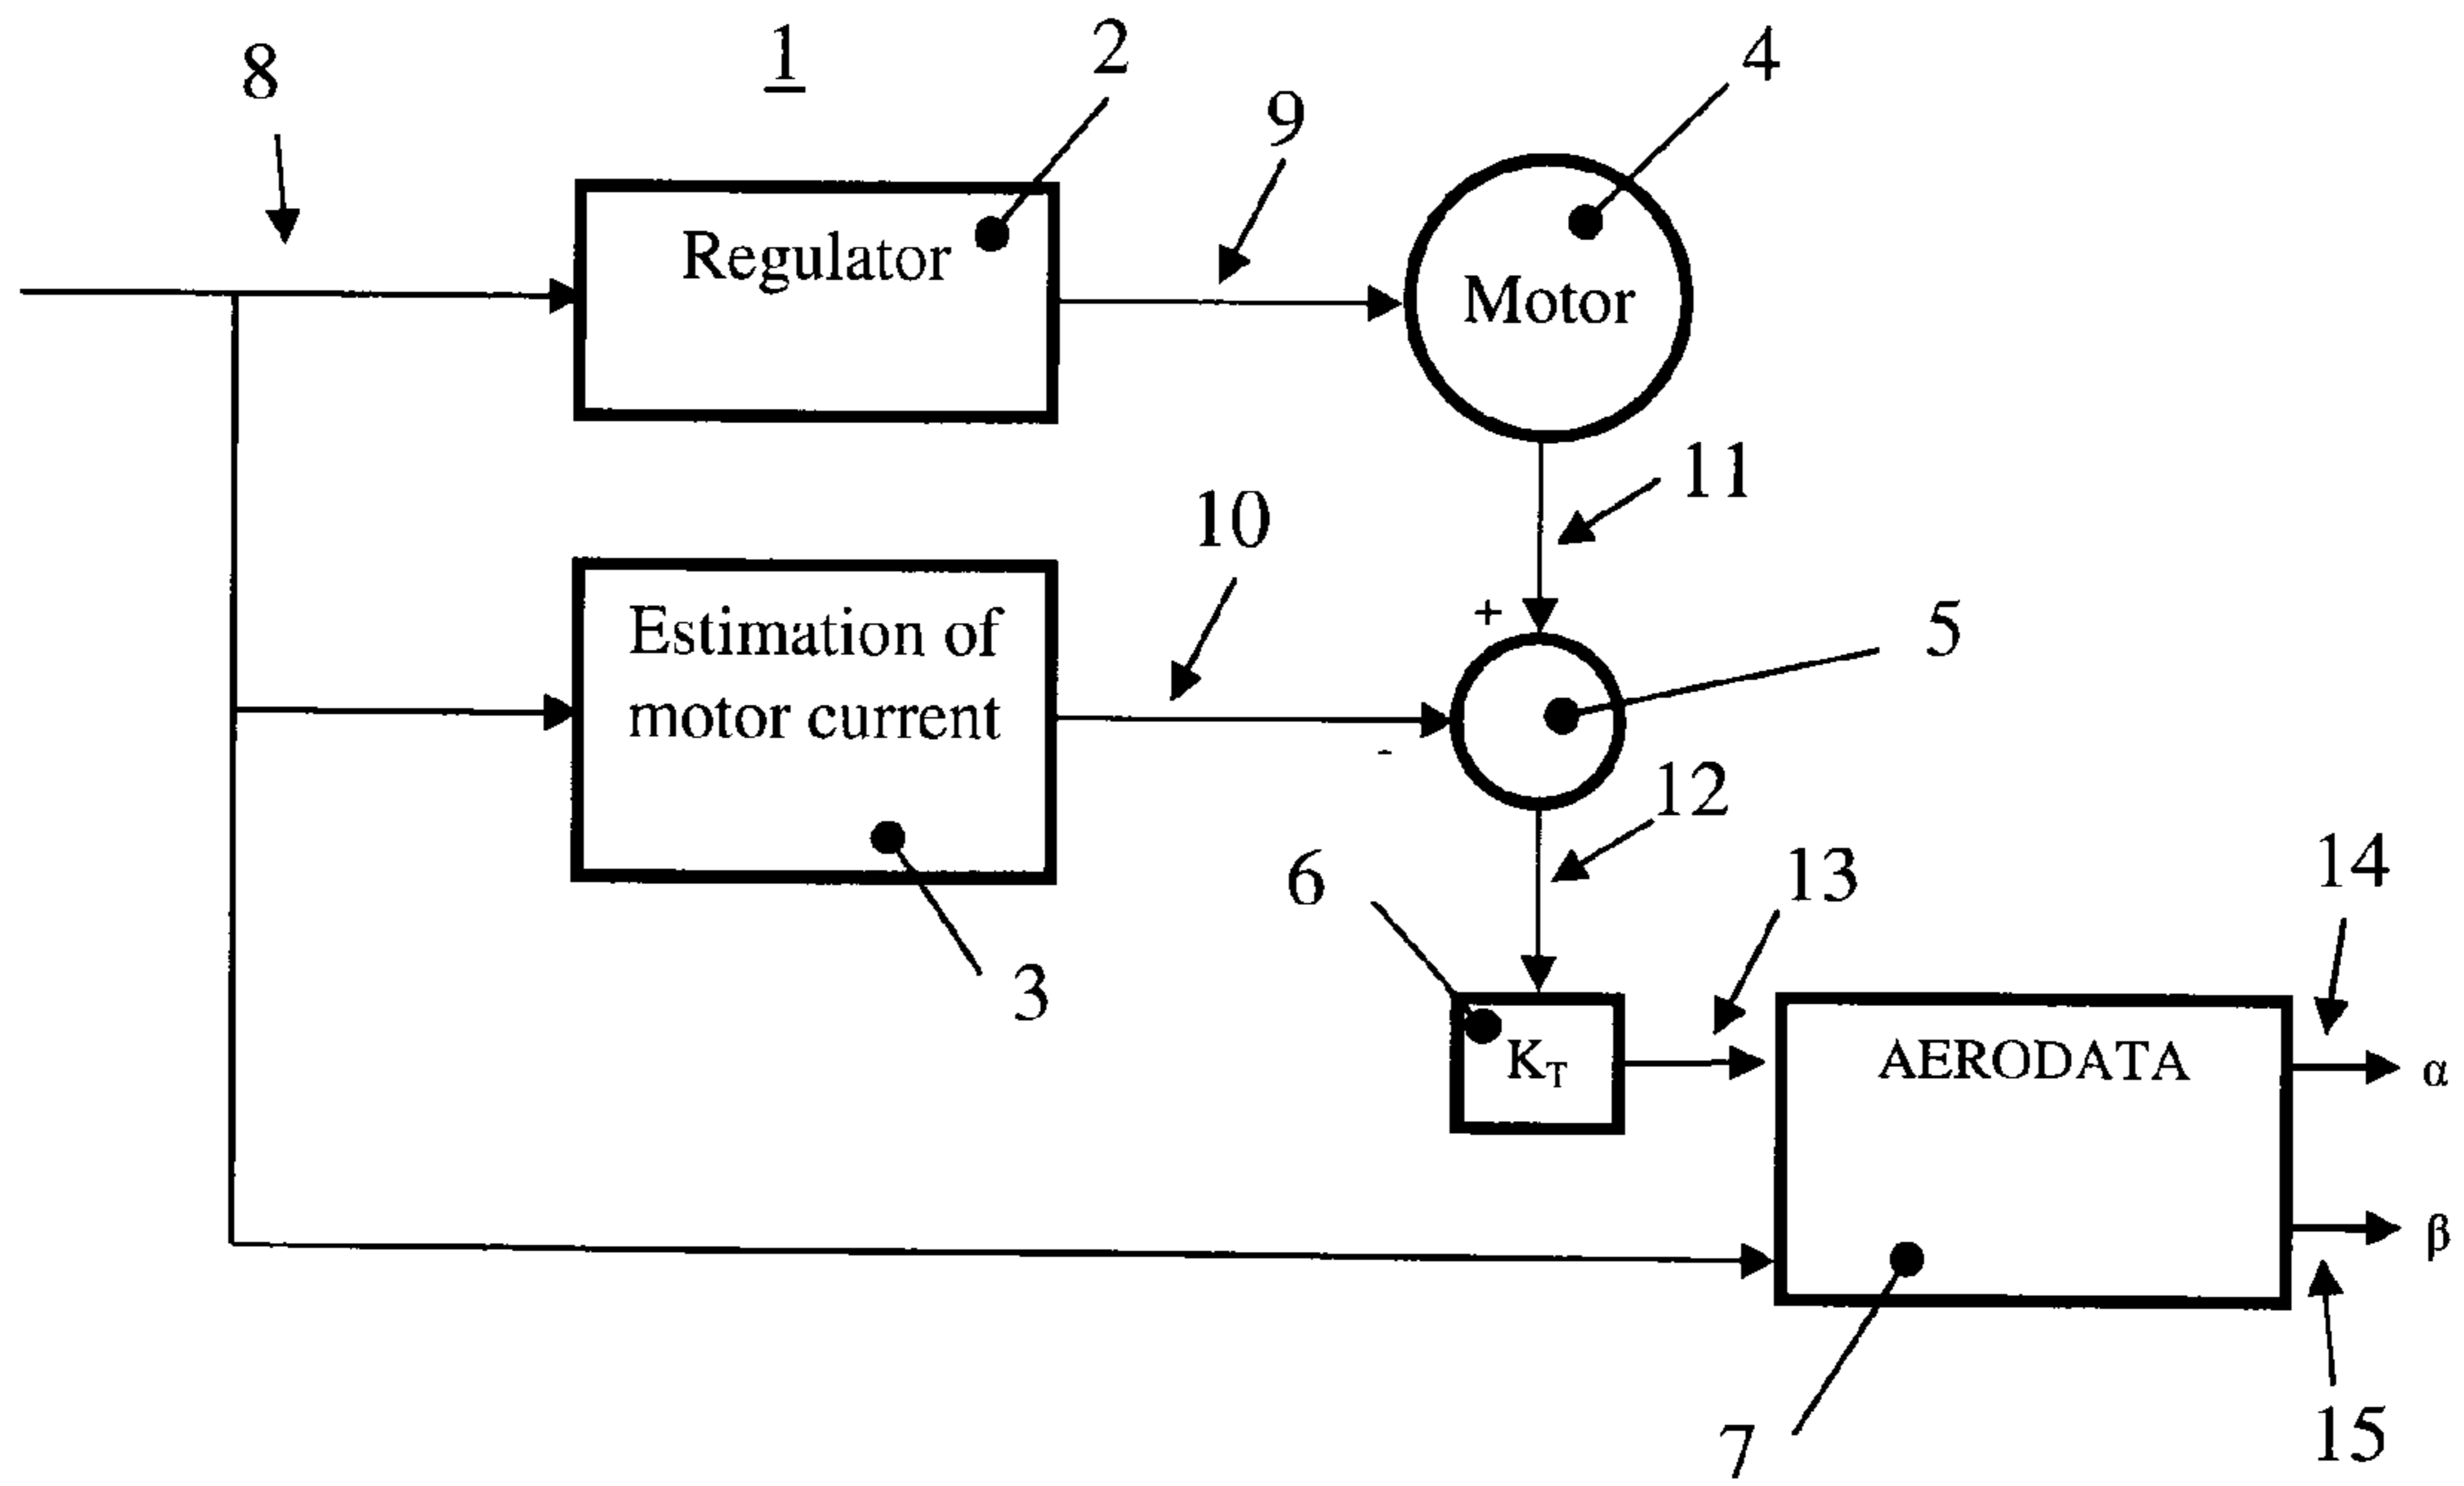 8
1
2
9
4
Regulator
Motor
11
10
+
5
Estimation of
motor current
-
12
6
13
14
3
K_T
AERODATA
α
β
7
15